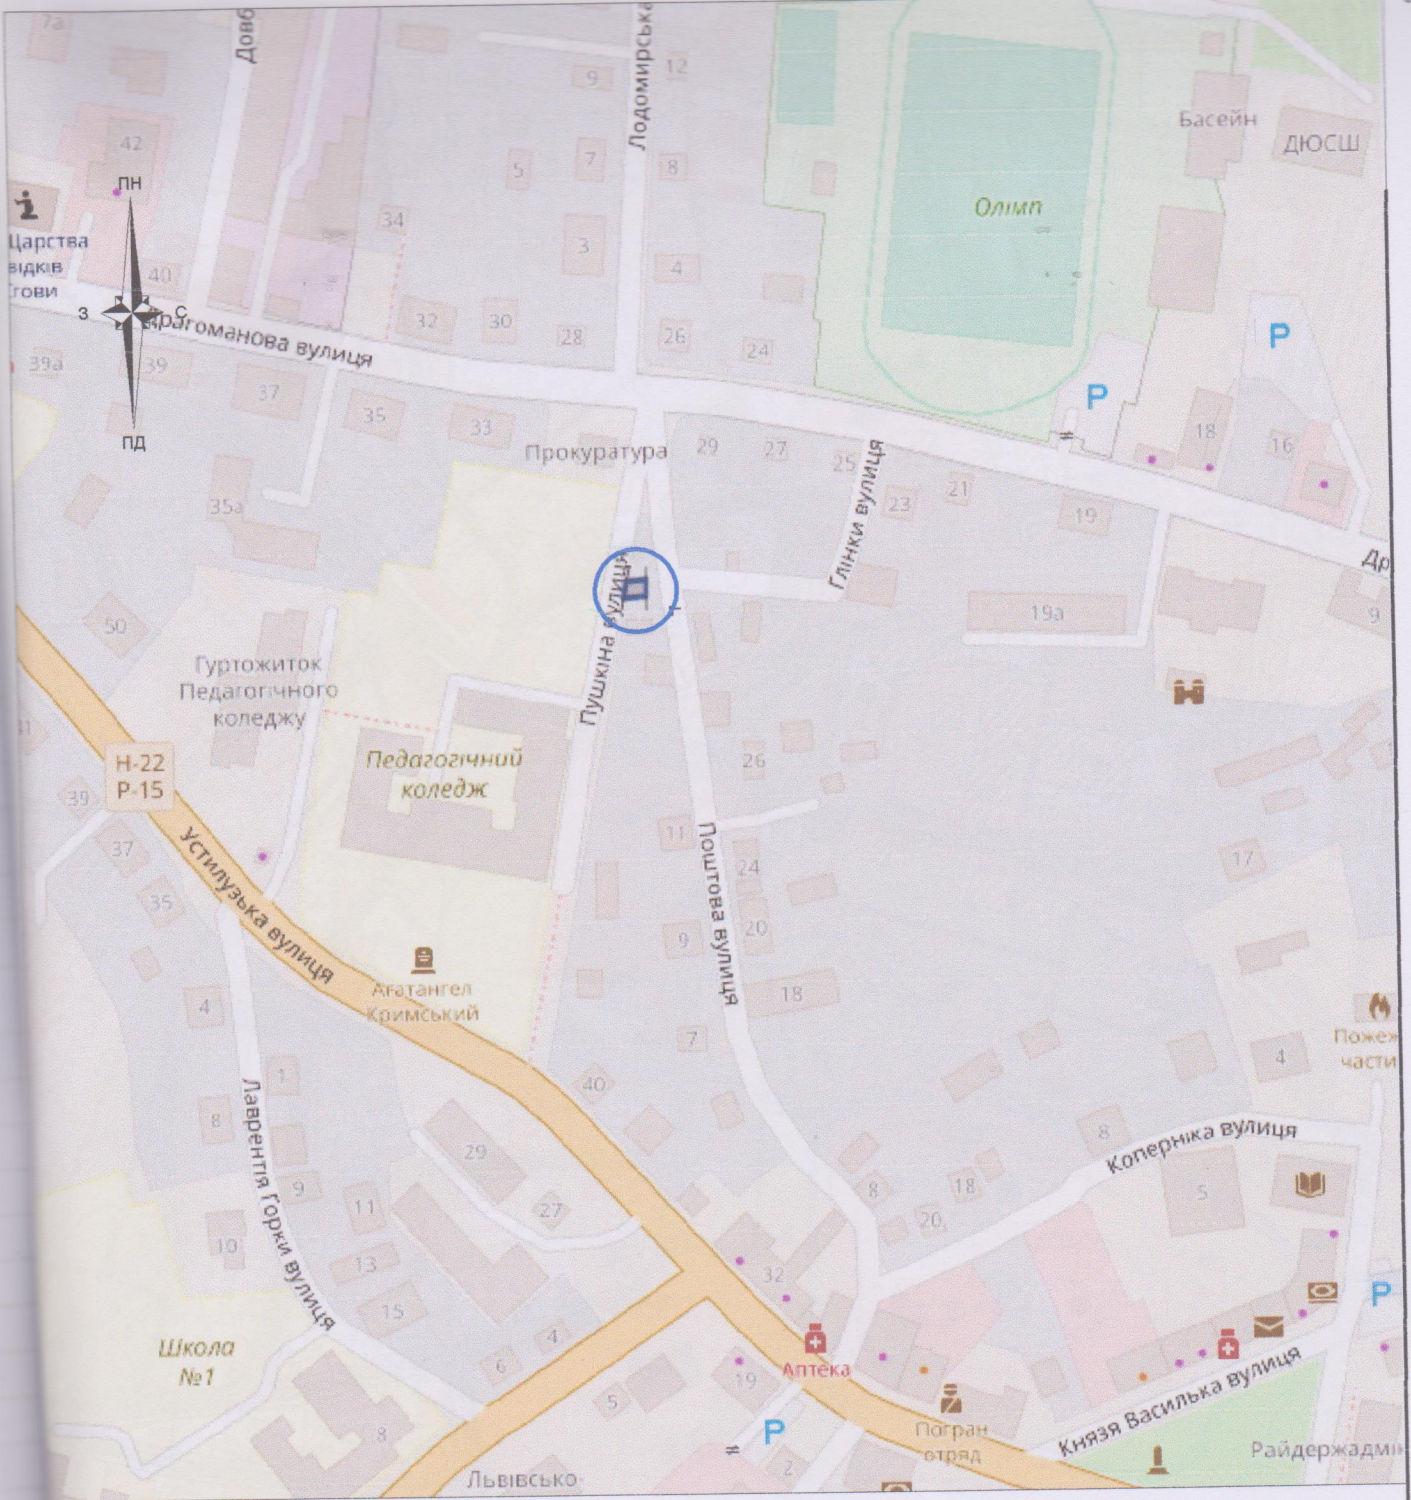 7а
Довб
Лодомирська
9
12
42
5
7
8
Басейн
ДЮСШ
ПН
34
3
Олімп
Царства
відків
гови
40
4
З
С
Драгоманова вулиця
32
30
28
26
24
Р
39а
39
37
35
33
Р
ПД
Прокуратура
29
27
25
Глінки вулиця
18
16
35а
23
21
19
Др
50
Пушкіна вулиця
19а
9
Гуртожиток
Педагогічного
коледжу
41
Н-22
Р-15
Педагогічний
коледж
26
39
37
Устилузька вулиця
11
Поштова вулиця
24
17
35
9
20
4
Агатангел
Кримський
18
7
Пожеж
части
4
Лаврентія Горки вулиця
1
40
8
29
8
Коперніка вулиця
9
11
27
8
18
20
5
10
13
32
15
Р
Школа
№1
4
6
Аптека
19
5
Князя Василька вулиця
8
Р
Погран
отряд
Райдержадмін
Львівсько-
2